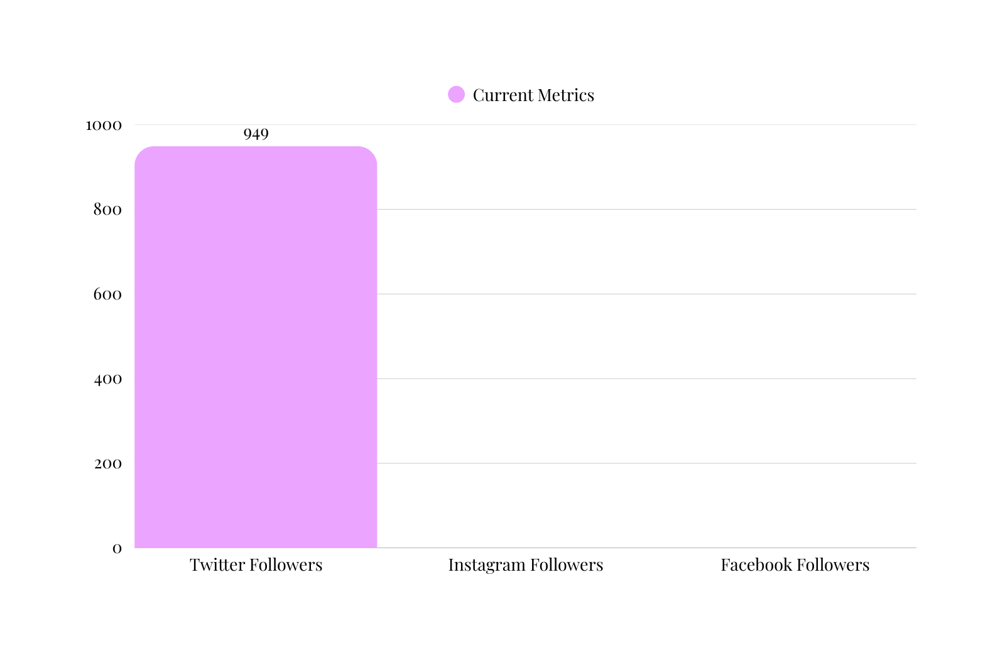 Current Metrics
1000
949
800
600
400
200
0
Twitter Followers
Instagram Followers
Facebook Followers